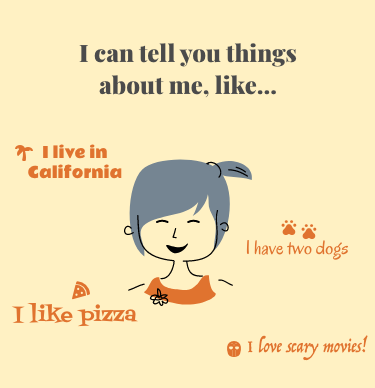 I can tell you things
about me, like...
I live in
California
I have two dogs
I like pizza
I love scary movies!